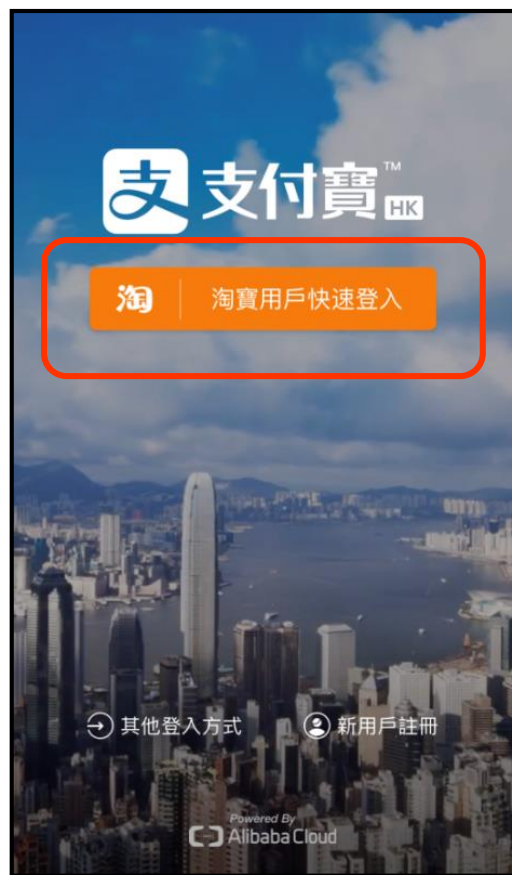 支 支付寶™ HK
淘 淘寶用戶快速登入
其他登入方式
新用戶註冊
Powered By
Alibaba Cloud